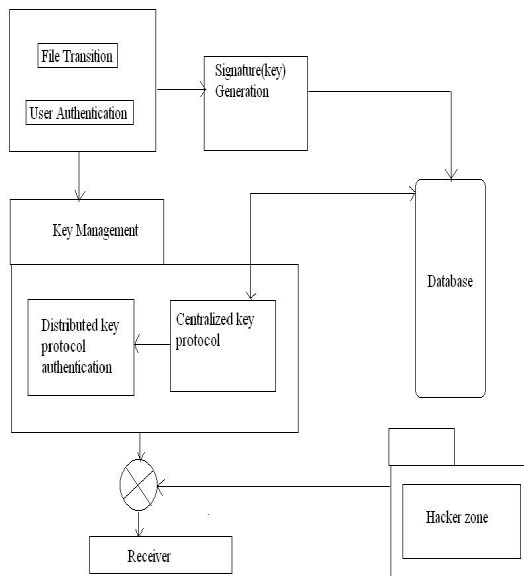 File Transition
User Authentication
Signature(key)
Generation
Key Management
Database
Distributed key
protocol
authentication
Centralized key
protocol
Hacker zone
Receiver